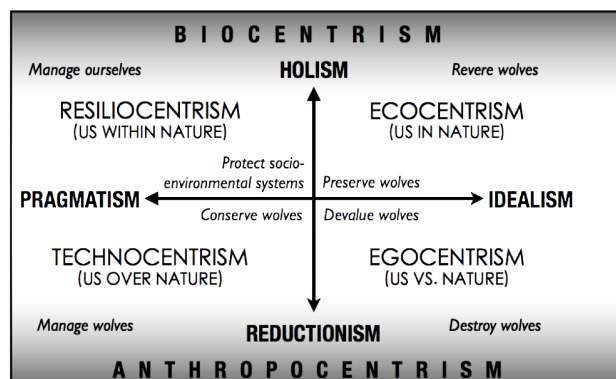 BIOCENTRISM
Manage ourselves
HOLISM
Revere wolves
RESILIOCENTRISM
(US WITHIN NATURE)
ECOCENTRISM
(US IN NATURE)
Protect socio-
environmental systems
Preserve wolves
PRAGMATISM
IDEALISM
Conserve wolves
Devalue wolves
TECHNOCENTRISM
(US OVER NATURE)
EGOCENTRISM
(US VS. NATURE)
Manage wolves
REDUCTIONISM
Destroy wolves
ANTHROPOCENTRISM